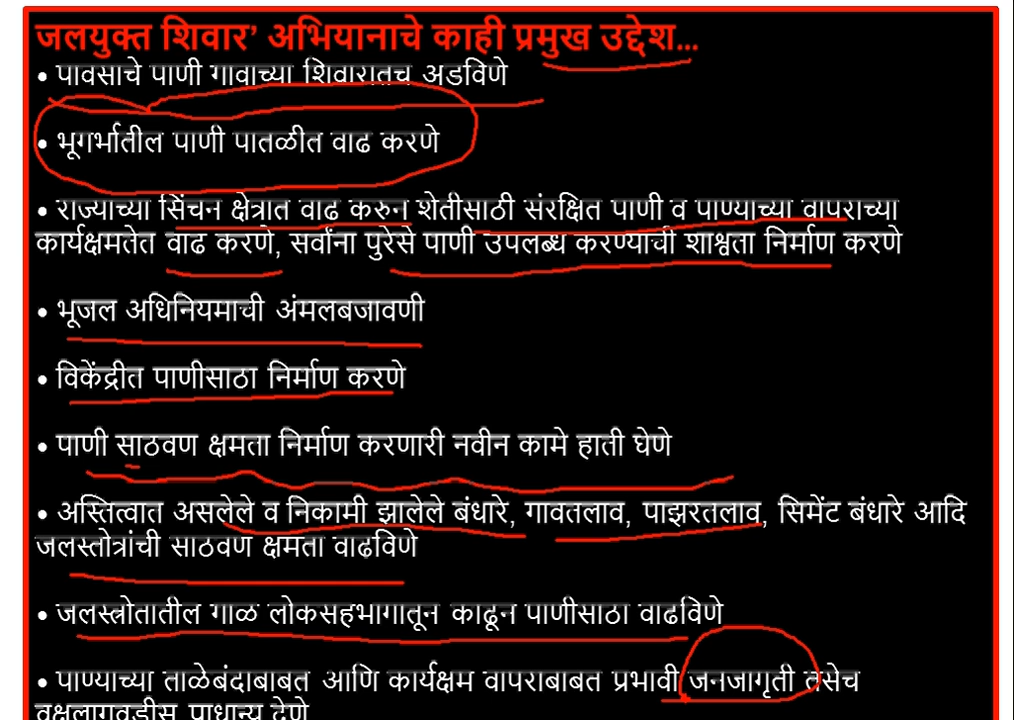 जलयुक्त शिवार’ अभियानाचे काही प्रमुख उद्देश...
• पावसाचे पाणी गावाच्या शिवारातच अडविणे
• भूगर्भातील पाणी पातळीत वाढ करणे
• राज्याच्या सिंचन क्षेत्रात वाढ करुन शेतीसाठी संरक्षित पाणी व पाण्याच्या वापराच्या
कार्यक्षमतेत वाढ करणे, सर्वांना पुरेसे पाणी उपलब्ध करण्याची शाश्वता निर्माण करणे
• भूजल अधिनियमाची अंमलबजावणी
• विकेंद्रीत पाणीसाठा निर्माण करणे
• पाणी साठवण क्षमता निर्माण करणारी नवीन कामे हाती घेणे
• अस्तित्वात असलेले व निकामी झालेले बंधारे, गावतलाव, पाझरतलाव, सिमेंट बंधारे आदि
जलस्तोत्रांची साठवण क्षमता वाढविणे
• जलस्त्रोतातील गाळ लोकसहभागातून काढून पाणीसाठा वाढविणे
• पाण्याच्या ताळेबंदाबाबत आणि कार्यक्षम वापराबाबत प्रभावी जनजागृती तसेच
वृक्षलागवडीस प्राधान्य देणे